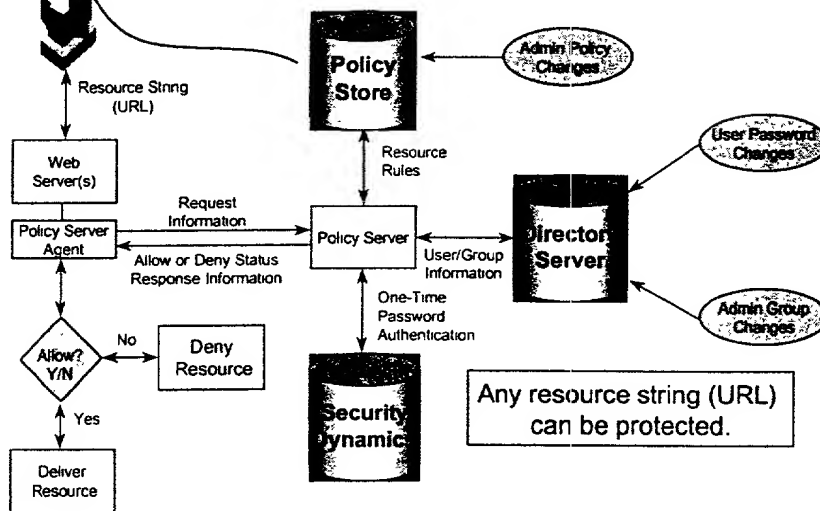 Resource String
(URL)
Policy
Store
Admin Policy
Changes
Web
Server(s)
Resource
Rules
User Password
Changes
Request
Information
Policy Server
Agent
Allow or Deny Status
Response Information
Policy Server
User/Group
Information
Director
Server
One-Time
Password
Authentication
Admin Group
Changes
Allow?
Y/N
No
Deny
Resource
Yes
Security
Dynamic
Any resource string (URL)
can be protected.
Deliver
Resource